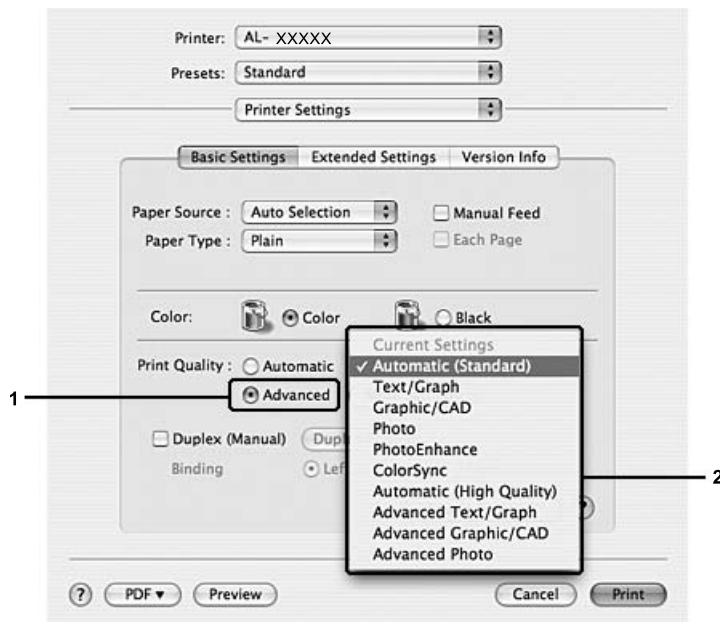 Printer: AL- XXXXX
Presets: Standard
Printer Settings
Basic Settings Extended Settings Version Info
Paper Source : Auto Selection Manual Feed
Paper Type : Plain Each Page
Color: Color Black
Print Quality : Automatic
1 Advanced
Duplex (Manual)
Binding
Current Settings
✓ Automatic (Standard)
Text/Graph
Graphic/CAD
Photo
PhotoEnhance
ColorSync
Automatic (High Quality)
Advanced Text/Graph
Advanced Graphic/CAD
Advanced Photo
2
? PDF ▼ Preview Cancel Print